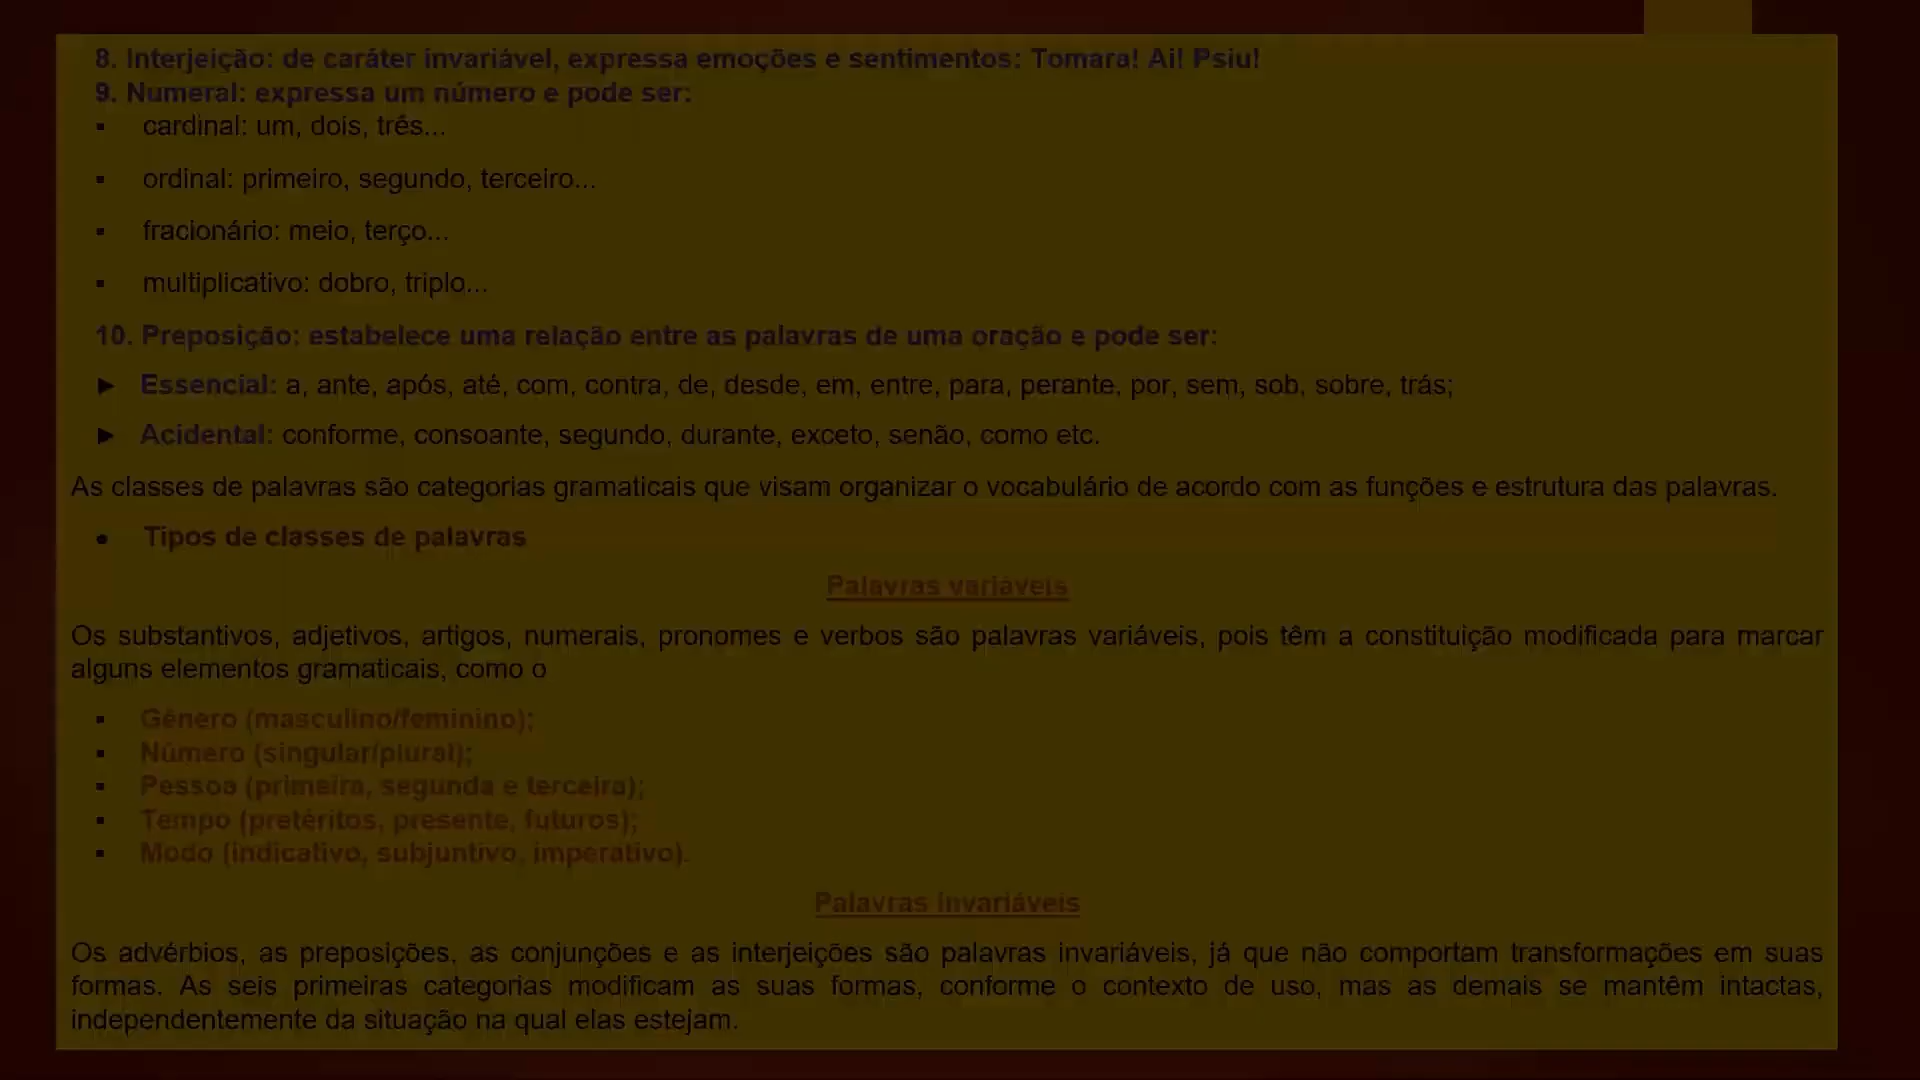 8. Interjeição: de caráter invariável, expressa emoções e sentimentos: Tomara! Ai! Psiu!
9. Numeral: expressa um número e pode ser:
▪ cardinal: um, dois, três...
▪ ordinal: primeiro, segundo, terceiro...
▪ fracionário: meio, terço...
▪ multiplicativo: dobro, triplo...
10. Preposição: estabelece uma relação entre as palavras de uma oração e pode ser:
► Essencial: a, ante, após, até, com, contra, de, desde, em, entre, para, perante, por, sem, sob, sobre, trás;
► Acidental: conforme, consoante, segundo, durante, exceto, senão, como etc.
As classes de palavras são categorias gramaticais que visam organizar o vocabulário de acordo com as funções e estrutura das palavras.
• Tipos de classes de palavras
Palavras variáveis
Os substantivos, adjetivos, artigos, numerais, pronomes e verbos são palavras variáveis, pois têm a constituição modificada para marcar
alguns elementos gramaticais, como o
▪ Gênero (masculino/feminino);
▪ Número (singular/plural);
▪ Pessoa (primeira, segunda e terceira);
▪ Tempo (pretéritos, presente, futuros);
▪ Modo (indicativo, subjuntivo, imperativo).
Palavras invariáveis
Os advérbios, as preposições, as conjunções e as interjeições são palavras invariáveis, já que não comportam transformações em suas
formas. As seis primeiras categorias modificam as suas formas, conforme o contexto de uso, mas as demais se mantêm intactas,
independentemente da situação na qual elas estejam.